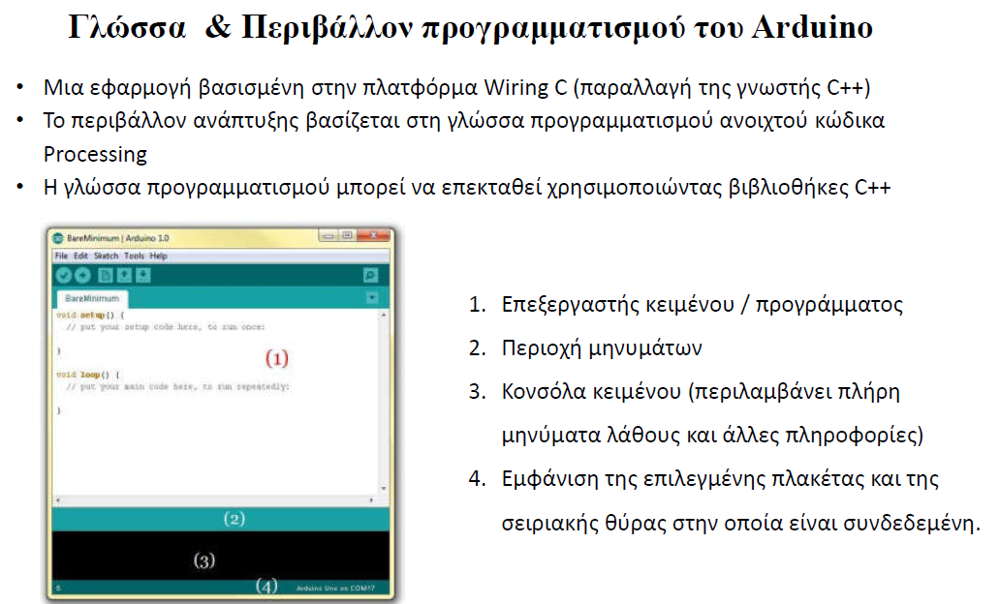 Γλώσσα & Περιβάλλον προγραμματισμού του Arduino
• Μια εφαρμογή βασισμένη στην πλατφόρμα Wiring C (παραλλαγή της γνωστής C++)
• Το περιβάλλον ανάπτυξης βασίζεται στη γλώσσα προγραμματισμού ανοιχτού κώδικα
Processing
• Η γλώσσα προγραμματισμού μπορεί να επεκταθεί χρησιμοποιώντας βιβλιοθήκες C++
BareMinimum | Arduino 1.0
File Edit Sketch Tools Help
BareMinimum
void setup() {
// put your setup code here, to run once:
}
(1)
void loop() {
// put your main code here, to run repeatedly:
}
(2)
(3)
6 (4) Arduino Uno on COM17
1. Επεξεργαστής κειμένου / προγράμματος
2. Περιοχή μηνυμάτων
3. Κονσόλα κειμένου (περιλαμβάνει πλήρη
μηνύματα λάθους και άλλες πληροφορίες)
4. Εμφάνιση της επιλεγμένης πλακέτας και της
σειριακής θύρας στην οποία είναι συνδεδεμένη.